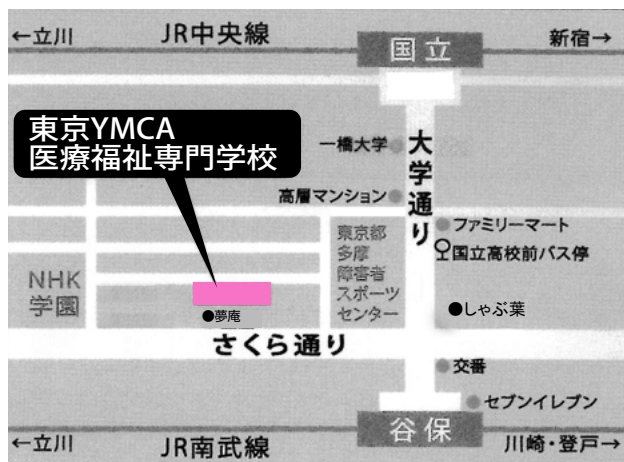 ←立川
JR中央線
国立
新宿→
東京YMCA
医療福祉専門学校
一橋大学
大学通り
高層マンション
東京都
多摩
障害者
スポーツ
センター
ファミリーマート
国立高校前バス停
NHK
学園
●夢庵
●しゃぶ葉
さくら通り
交番
セブンイレブン
谷保
←立川
JR南武線
川崎・登戸→